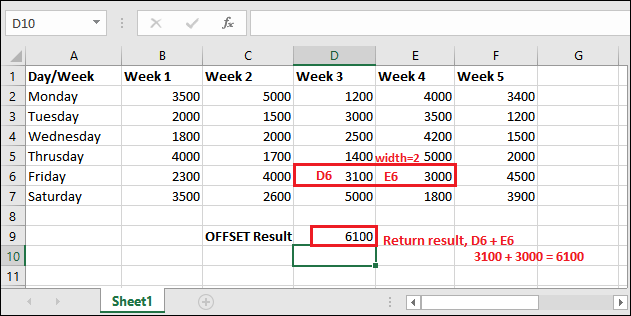 D10 fx
A B C D E F G
1 Day/Week Week 1 Week 2 Week 3 Week 4 Week 5
2 Monday 3500 5000 1200 4000 3400
3 Tuesday 2000 1500 3000 3500 1200
4 Wednesday 1800 2000 2500 4200 1500
5 Thrusday 4000 1700 1400 width=2 5000 2000
6 Friday 2300 4000 D6 3100 E6 3000 4500
7 Saturday 3500 2600 5000 1800 3900
8
9 OFFSET Result 6100 Return result, D6 + E6
10 3100 + 3000 = 6100
11
Sheet1